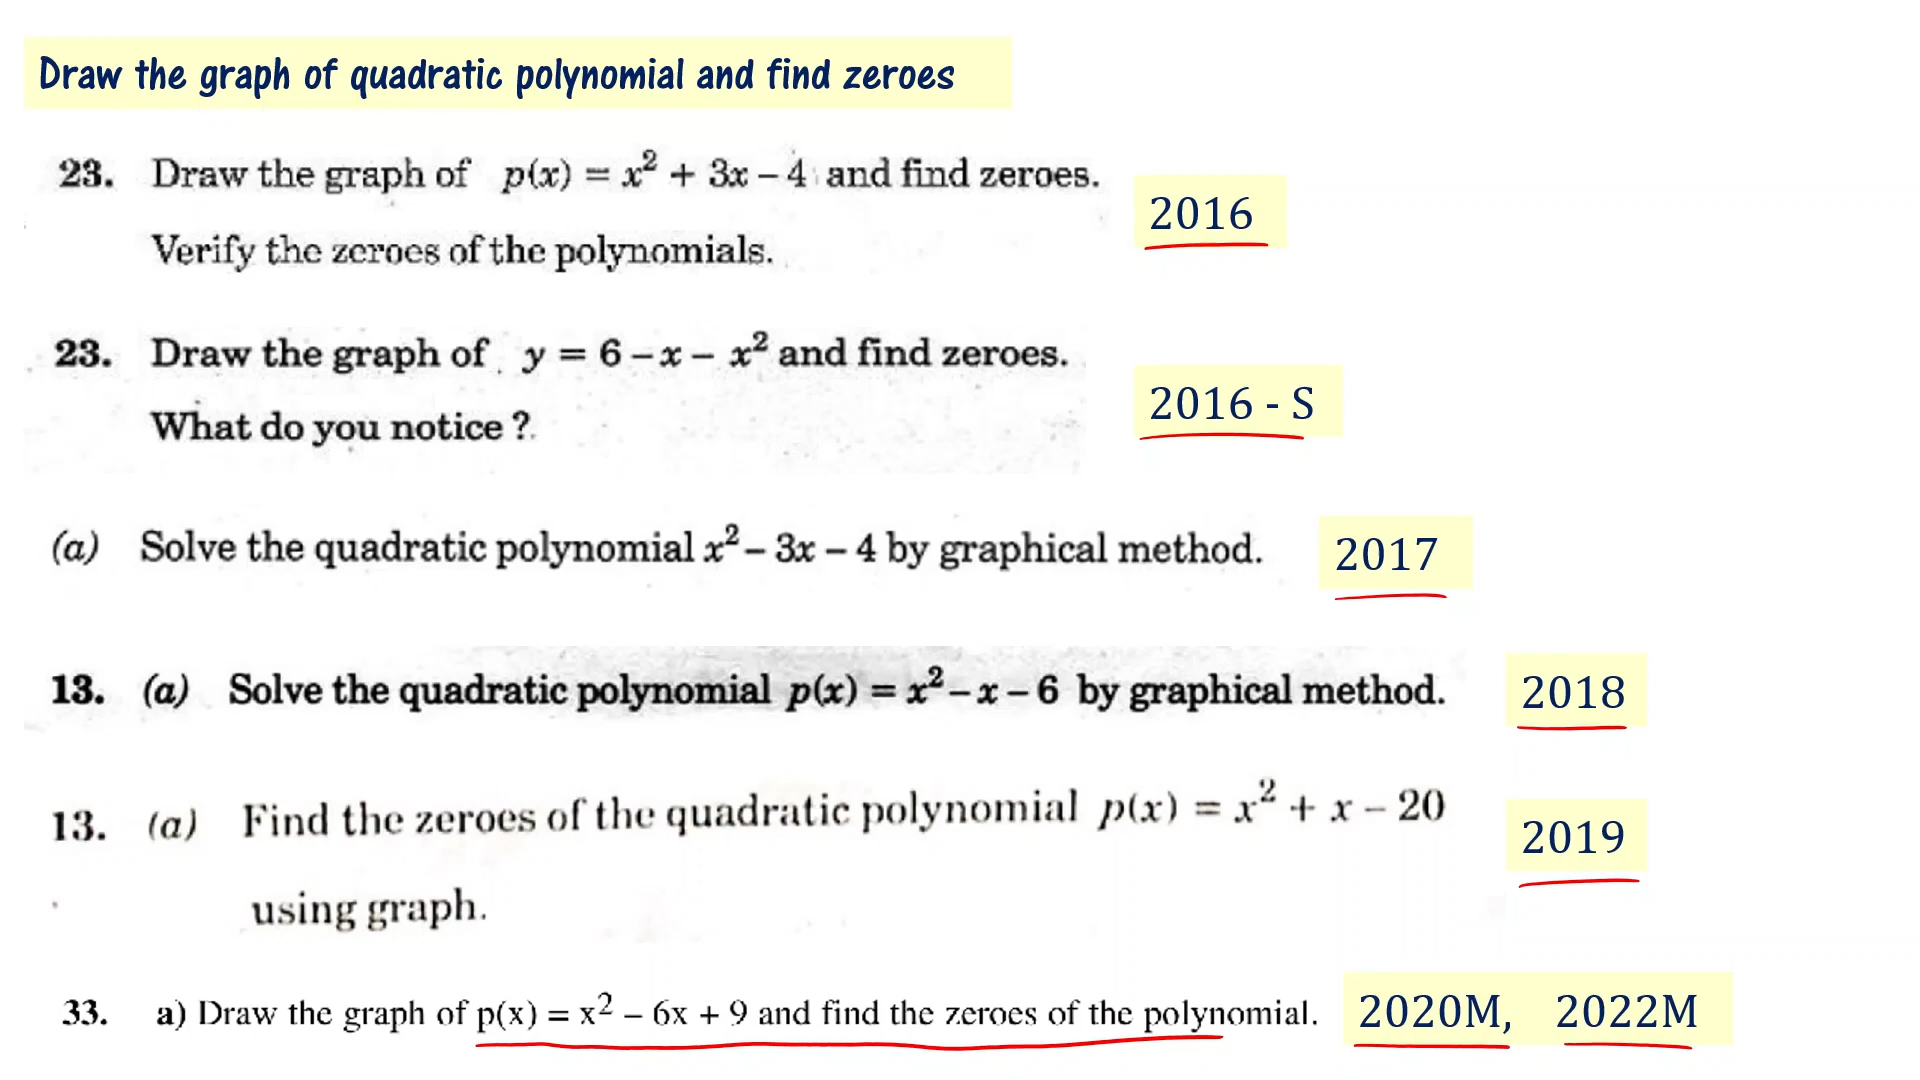 Draw the graph of quadratic polynomial and find zeroes
23. Draw the graph of p(x) = x² + 3x – 4 and find zeroes.
Verify the zeroes of the polynomials.
2016
23. Draw the graph of y = 6 – x – x² and find zeroes.
What do you notice ?
2016 - S
(a) Solve the quadratic polynomial x² – 3x – 4 by graphical method. 2017
13. (a) Solve the quadratic polynomial p(x) = x² – x – 6 by graphical method. 2018
13. (a) Find the zeroes of the quadratic polynomial p(x) = x² + x – 20
2019
using graph.
33. a) Draw the graph of p(x) = x² – 6x + 9 and find the zeroes of the polynomial. 2020M, 2022M